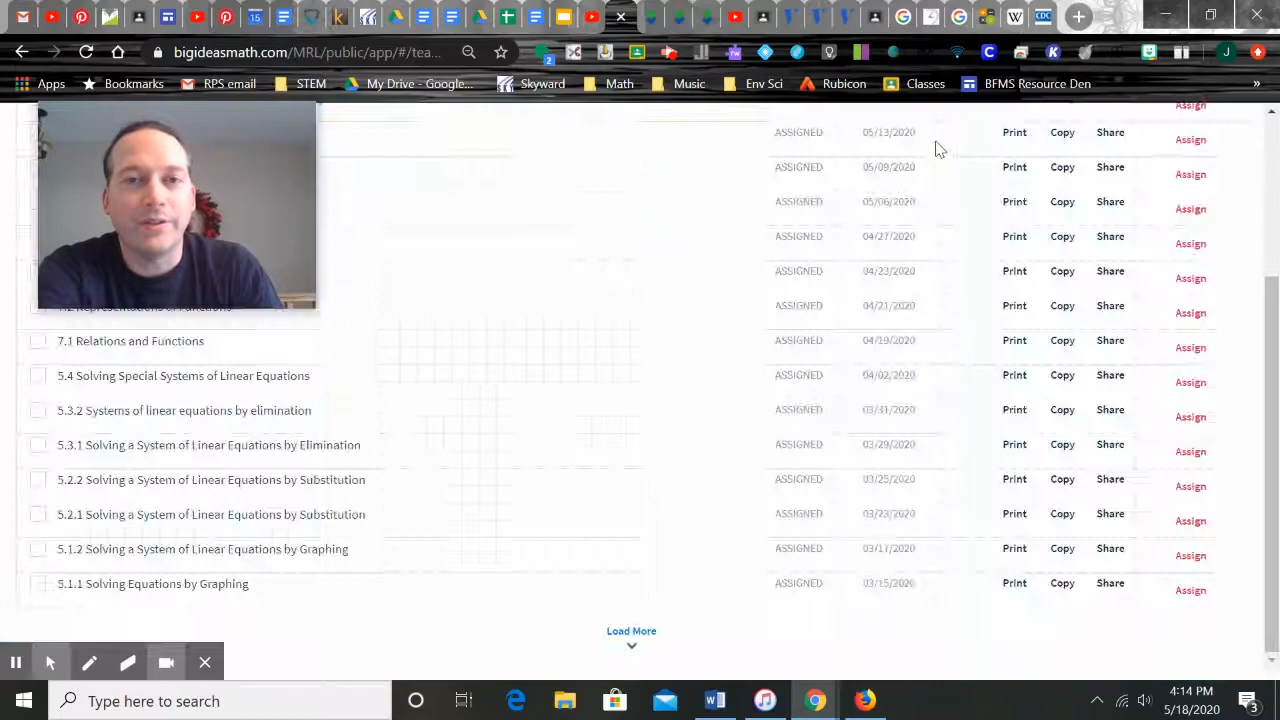 15
W
CDC
bigideasmath.com/MRL/public/app/#/tea...
2
tw
C
K
J
Apps
Bookmarks
RPS email
STEM
My Drive - Google...
Skyward
Math
Music
Env Sci
Rubicon
Classes
BFMS Resource Den
»
Assign
ASSIGNED 05/13/2020 Print Copy Share Assign
ASSIGNED 05/09/2020 Print Copy Share Assign
ASSIGNED 05/06/2020 Print Copy Share Assign
ASSIGNED 04/27/2020 Print Copy Share Assign
ASSIGNED 04/23/2020 Print Copy Share Assign
7.2 Representations of Functions ASSIGNED 04/21/2020 Print Copy Share Assign
7.1 Relations and Functions ASSIGNED 04/19/2020 Print Copy Share Assign
5.4 Solving Special Systems of Linear Equations ASSIGNED 04/02/2020 Print Copy Share Assign
5.3.2 Systems of linear equations by elimination ASSIGNED 03/31/2020 Print Copy Share Assign
5.3.1 Solving a System of Linear Equations by Elimination ASSIGNED 03/29/2020 Print Copy Share Assign
5.2.2 Solving a System of Linear Equations by Substitution ASSIGNED 03/25/2020 Print Copy Share Assign
5.2.1 Solving a System of Linear Equations by Substitution ASSIGNED 03/23/2020 Print Copy Share Assign
5.1.2 Solving a System of Linear Equations by Graphing ASSIGNED 03/17/2020 Print Copy Share Assign
5.1.1 Solving Equations by Graphing ASSIGNED 03/15/2020 Print Copy Share Assign
Load More
Type here to search
4:14 PM
5/18/2020
3